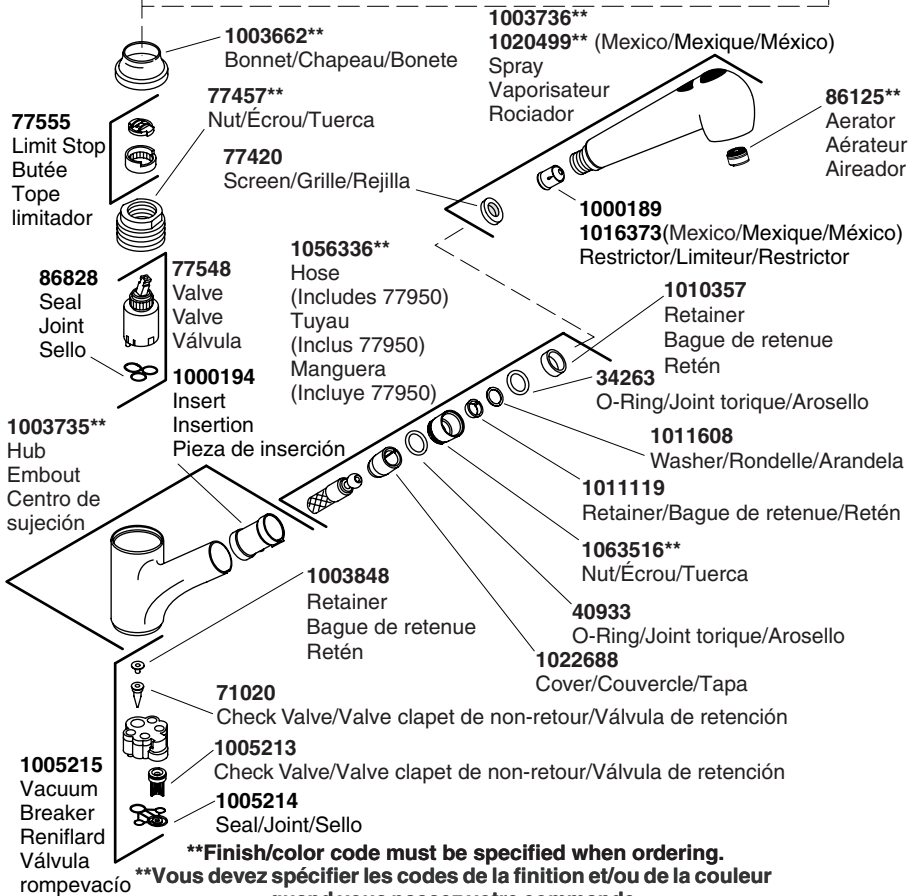 1003662**
Bonnet/Chapeau/Bonete
1003736**
1020499** (Mexico/Mexique/México)
Spray
Vaporisateur
Rociador
77457**
Nut/Écrou/Tuerca
86125**
Aerator
Aérateur
Aireador
77555
Limit Stop
Butée
Tope
limitador
77420
Screen/Grille/Rejilla
1000189
1016373(Mexico/Mexique/México)
Restrictor/Limiteur/Restrictor
86828
Seal
Joint
Sello
77548
Valve
Valve
Válvula
1056336**
Hose
(Includes 77950)
Tuyau
(Inclus 77950)
Manguera
(Incluye 77950)
1010357
Retainer
Bague de retenue
Retén
1000194
Insert
Insertion
Pieza de inserción
34263
O-Ring/Joint torique/Arosello
1003735**
Hub
Embout
Centro de
sujeción
1011608
Washer/Rondelle/Arandela
1011119
Retainer/Bague de retenue/Retén
1063516**
Nut/Écrou/Tuerca
1003848
Retainer
Bague de retenue
Retén
40933
O-Ring/Joint torique/Arosello
1022688
Cover/Couvercle/Tapa
71020
Check Valve/Valve clapet de non-retour/Válvula de retención
1005213
Check Valve/Valve clapet de non-retour/Válvula de retención
1005215
Vacuum
Breaker
Reniflard
Válvula
rompevacío
1005214
Seal/Joint/Sello
**Finish/color code must be specified when ordering.
**Vous devez spécifier les codes de la finition et/ou de la couleur
quand vous passez votre commande.